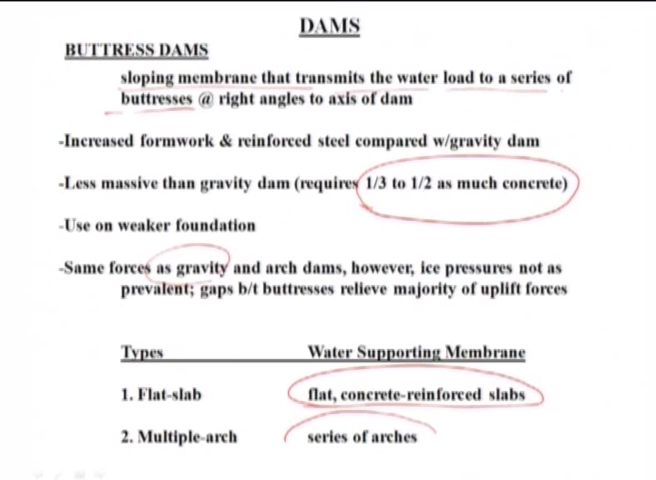 DAMS
BUTTRESS DAMS
sloping membrane that transmits the water load to a series of
buttresses @ right angles to axis of dam
-Increased formwork & reinforced steel compared w/gravity dam
-Less massive than gravity dam (requires 1/3 to 1/2 as much concrete)
-Use on weaker foundation
-Same forces as gravity and arch dams, however, ice pressures not as
prevalent; gaps b/t buttresses relieve majority of uplift forces
Types Water Supporting Membrane
1. Flat-slab flat, concrete-reinforced slabs
2. Multiple-arch series of arches